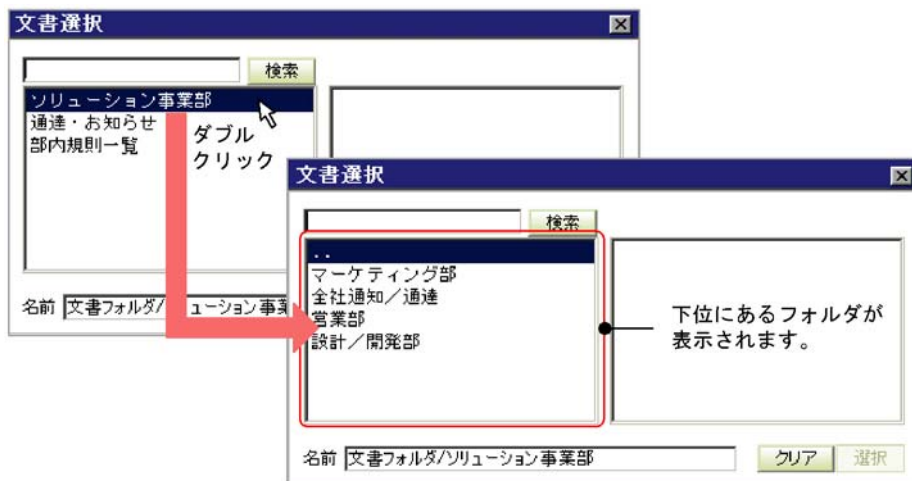 文書選択
検索
ソリューション事業部
通達・お知らせ
部内規則一覧
ダブル
クリック
名前 文書フォルダ/ ューション事業
文書選択
検索
..
マーケティング部
全社通知／通達
営業部
設計／開発部
下位にあるフォルダが
表示されます。
名前 文書フォルダ/ソリューション事業部 クリア 選択